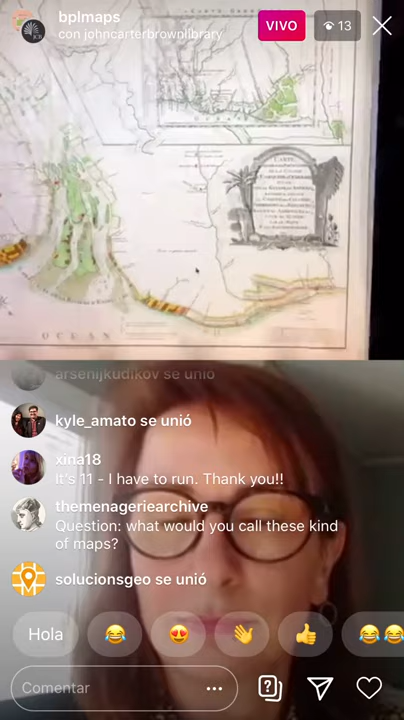 bplmaps
con johncarterbrownlibrary
VIVO
13
CARTE
OCEAN
arsenijkudikov se unió
kyle_amato se unió
xina18
It's 11 - I have to run. Thank you!!
themenageriearchive
Question: what would you call these kind
of maps?
solucionsgeo se unió
Hola
Comentar